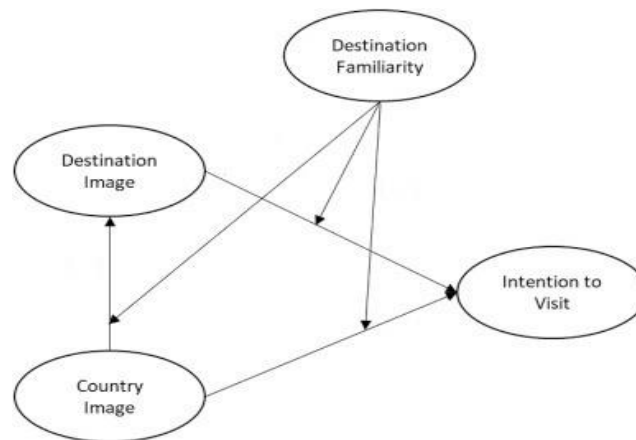 Destination
Familiarity
Destination
Image
Intention to
Visit
Country
Image